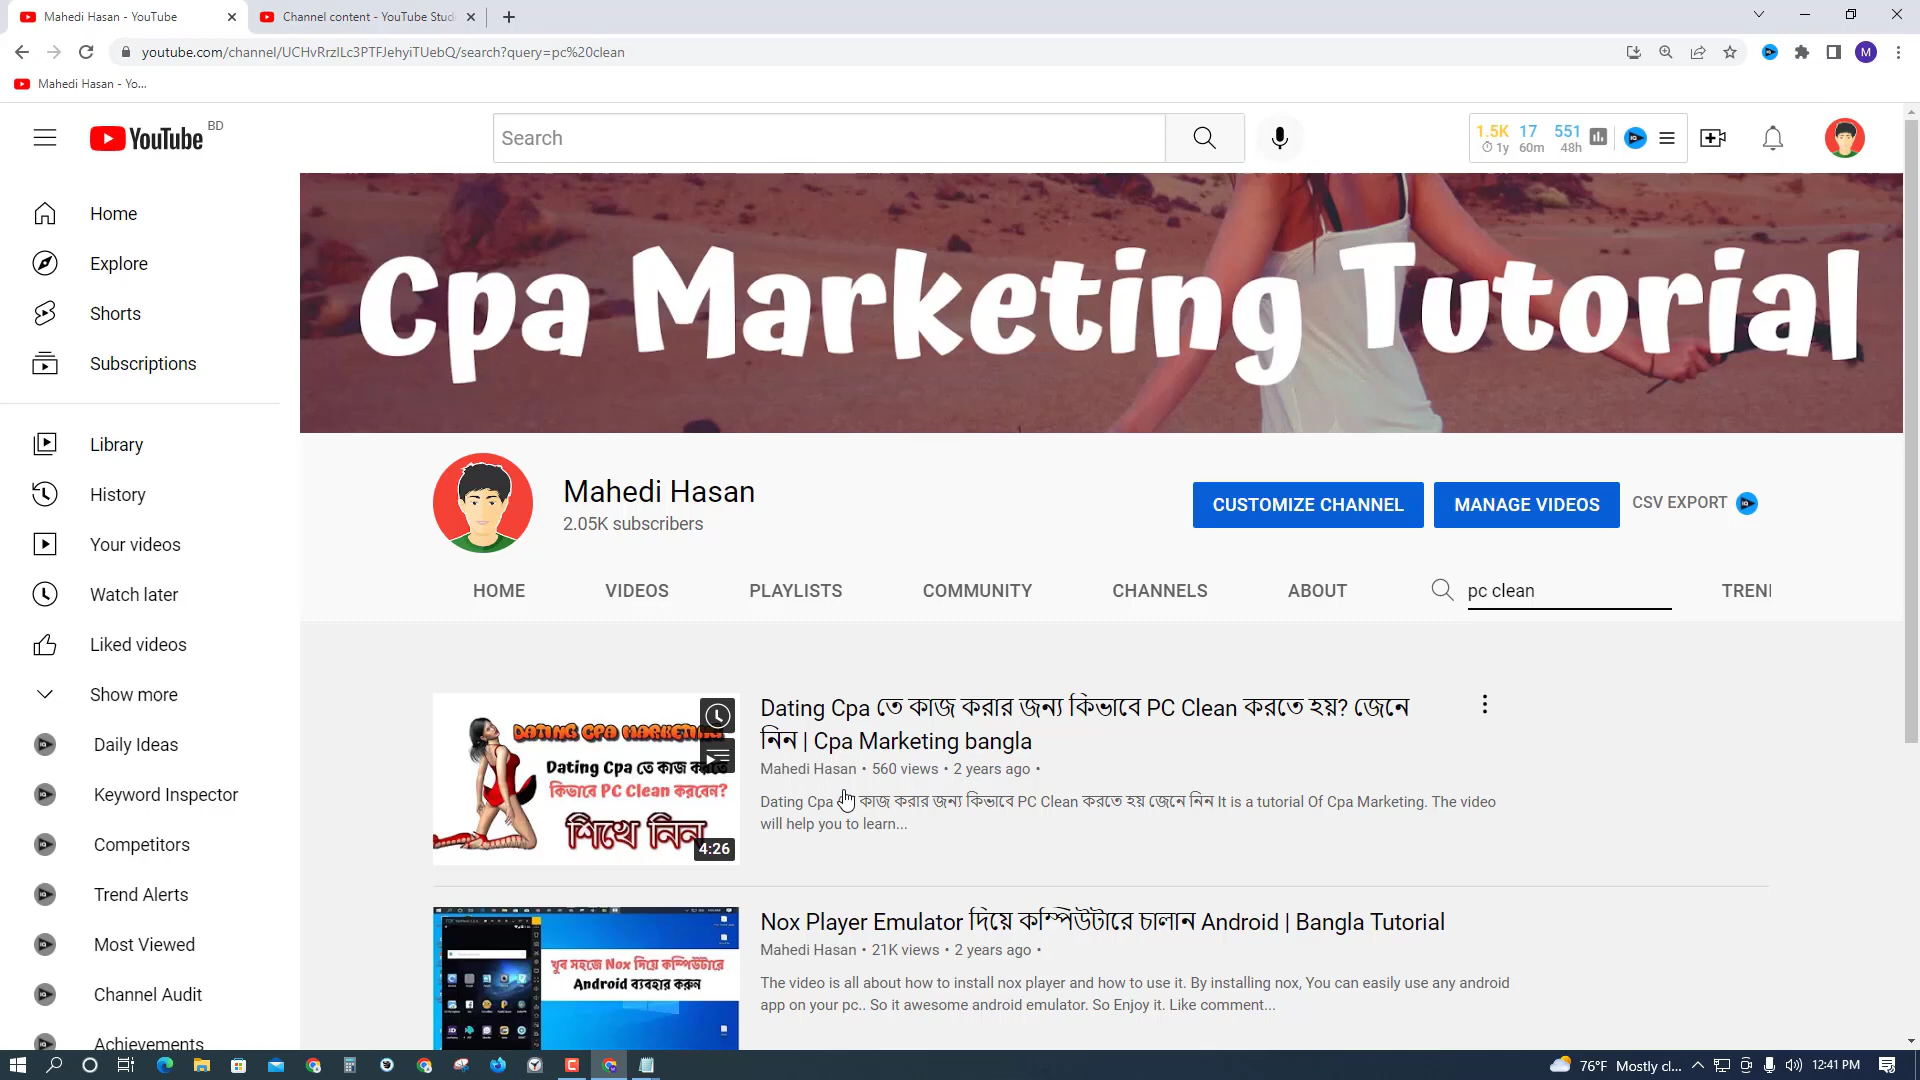 Mahedi Hasan - YouTube
Channel content - YouTube Studi
youtube.com/channel/UCHvRrzlLc3PTFJehyiTUebQ/search?query=pc%20clean
M
Mahedi Hasan - Yo...
YouTube BD
Search
1.5K 17 551
1y 60m 48h
Home
Explore
Shorts
Subscriptions
Library
History
Your videos
Watch later
Liked videos
Show more
Daily Ideas
Keyword Inspector
Competitors
Trend Alerts
Most Viewed
Channel Audit
Achievements
Cpa Marketing Tutorial
Mahedi Hasan
2.05K subscribers
CUSTOMIZE CHANNEL
MANAGE VIDEOS
CSV EXPORT
HOME VIDEOS PLAYLISTS COMMUNITY CHANNELS ABOUT pc clean TREN
DATING CPA MARKETING
Dating Cpa তে কাজ করতে
কিভাবে PC Clean করবেন?
শিখে নিন
4:26
Dating Cpa তে কাজ করার জন্য কিভাবে PC Clean করতে হয়? জেনে
নিন | Cpa Marketing bangla
Mahedi Hasan • 560 views • 2 years ago •
Dating Cpa কাজ করার জন্য কিভাবে PC Clean করতে হয় জেনে নিন It is a tutorial Of Cpa Marketing. The video
will help you to learn...
খুব সহজে Nox দিয়ে কম্পিউটারে
Android ব্যবহার করুন
Nox Player Emulator দিয়ে কম্পিউটারে চালান Android | Bangla Tutorial
Mahedi Hasan • 21K views • 2 years ago •
The video is all about how to install nox player and how to use it. By installing nox, You can easily use any android
app on your pc.. So it awesome android emulator. So Enjoy it. Like comment...
76°F Mostly cl...
12:41 PM